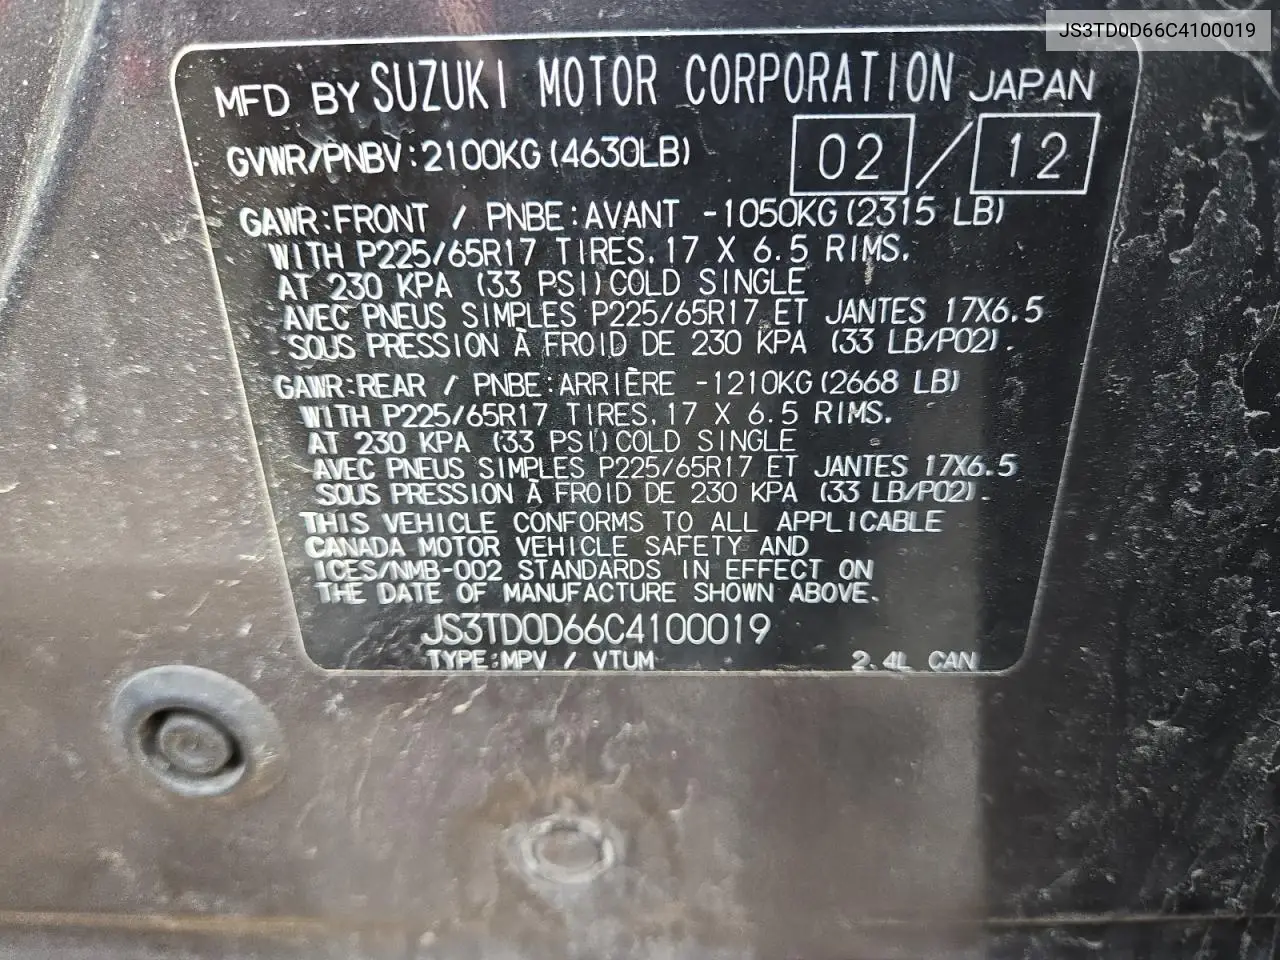 JS3TD0D66C4100019
MFD BY SUZUKI MOTOR CORPORATION JAPAN
GVWR/PNBV:2100KG(4630LB) 02/12
GAWR:FRONT / PNBE:AVANT -1050KG(2315 LB)
WITH P225/65R17 TIRES,17 X 6.5 RIMS.
AT 230 KPA (33 PSI)COLD SINGLE
AVEC PNEUS SIMPLES P225/65R17 ET JANTES 17X6.5
SOUS PRESSION À FROID DE 230 KPA (33 LB/PO2).
GAWR:REAR / PNBE:ARRIÈRE -1210KG(2668 LB)
WITH P225/65R17 TIRES,17 X 6.5 RIMS.
AT 230 KPA (33 PSI)COLD SINGLE
AVEC PNEUS SIMPLES P225/65R17 ET JANTES 17X6.5
SOUS PRESSION À FROID DE 230 KPA (33 LB/PO2).
THIS VEHICLE CONFORMS TO ALL APPLICABLE
CANADA MOTOR VEHICLE SAFETY AND
ICES/NMB-002 STANDARDS IN EFFECT ON
THE DATE OF MANUFACTURE SHOWN ABOVE.
JS3TD0D66C4100019
TYPE:MPV / VTUM 2.4L CAN